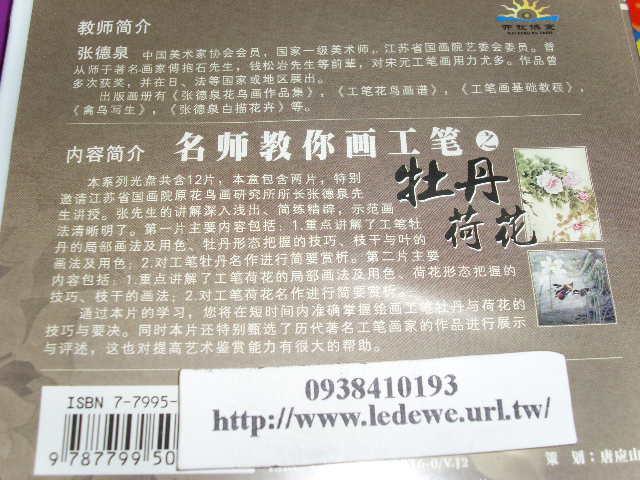 开放博客
教师简介
张德泉 中国美术家协会会员，国家一级美术师，江苏省国画院艺委会委员。曾
从师于著名画家傅抱石先生，钱松岩先生等前辈，对宋元工笔画用力尤多。作品曾
多次获奖，并在日、法等国家或地区展出。
出版画册有《张德泉花鸟画作品集》，《工笔花鸟画谱》，《工笔画基础教程》，
《禽鸟写生》，《张德泉白描花卉》等。
内容简介 名师教你画工笔之
牡丹
荷花
本系列光盘共含12片，本盒包含两片，特别
邀请江苏省国画院原花鸟画研究所所长张德泉先
生讲授。张先生的讲解深入浅出、简练精辟，示范画
法清晰明了。第一片主要内容包括：1.重点讲解了工笔牡
丹的局部画法及用色、牡丹形态把握的技巧、枝干与叶的
画法及用色；2.对工笔牡丹名作进行简要赏析。第二片主要
内容包括：1.重点讲解了工笔荷花的局部画法及用色、荷花形态把握的
技巧、枝干的画法；2.对工笔荷花名作进行简要赏析。
通过本片的学习，您将在短时间内准确掌握绘画工笔牡丹与荷花的
技巧与要决。同时本片还特别甄选了历代著名工笔画家的作品进行展示
与评述，这也对提高艺术鉴赏能力有很大的帮助。
ISBN 7-7995-
0938410193
http://www.ledewe.url.tw/
9 787799 50
6-0/V.J2
策 划：唐应山